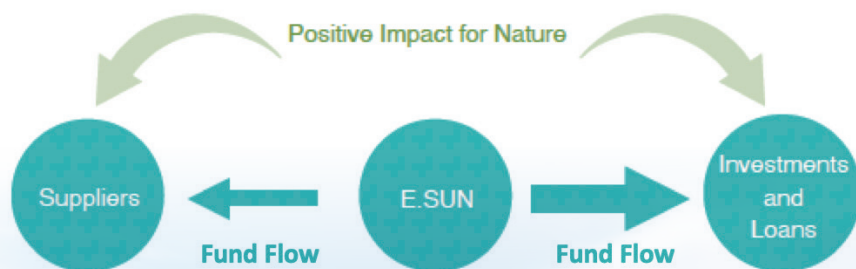 Positive Impact for Nature
Suppliers
E.SUN
Investments
and
Loans
Fund Flow
Fund Flow